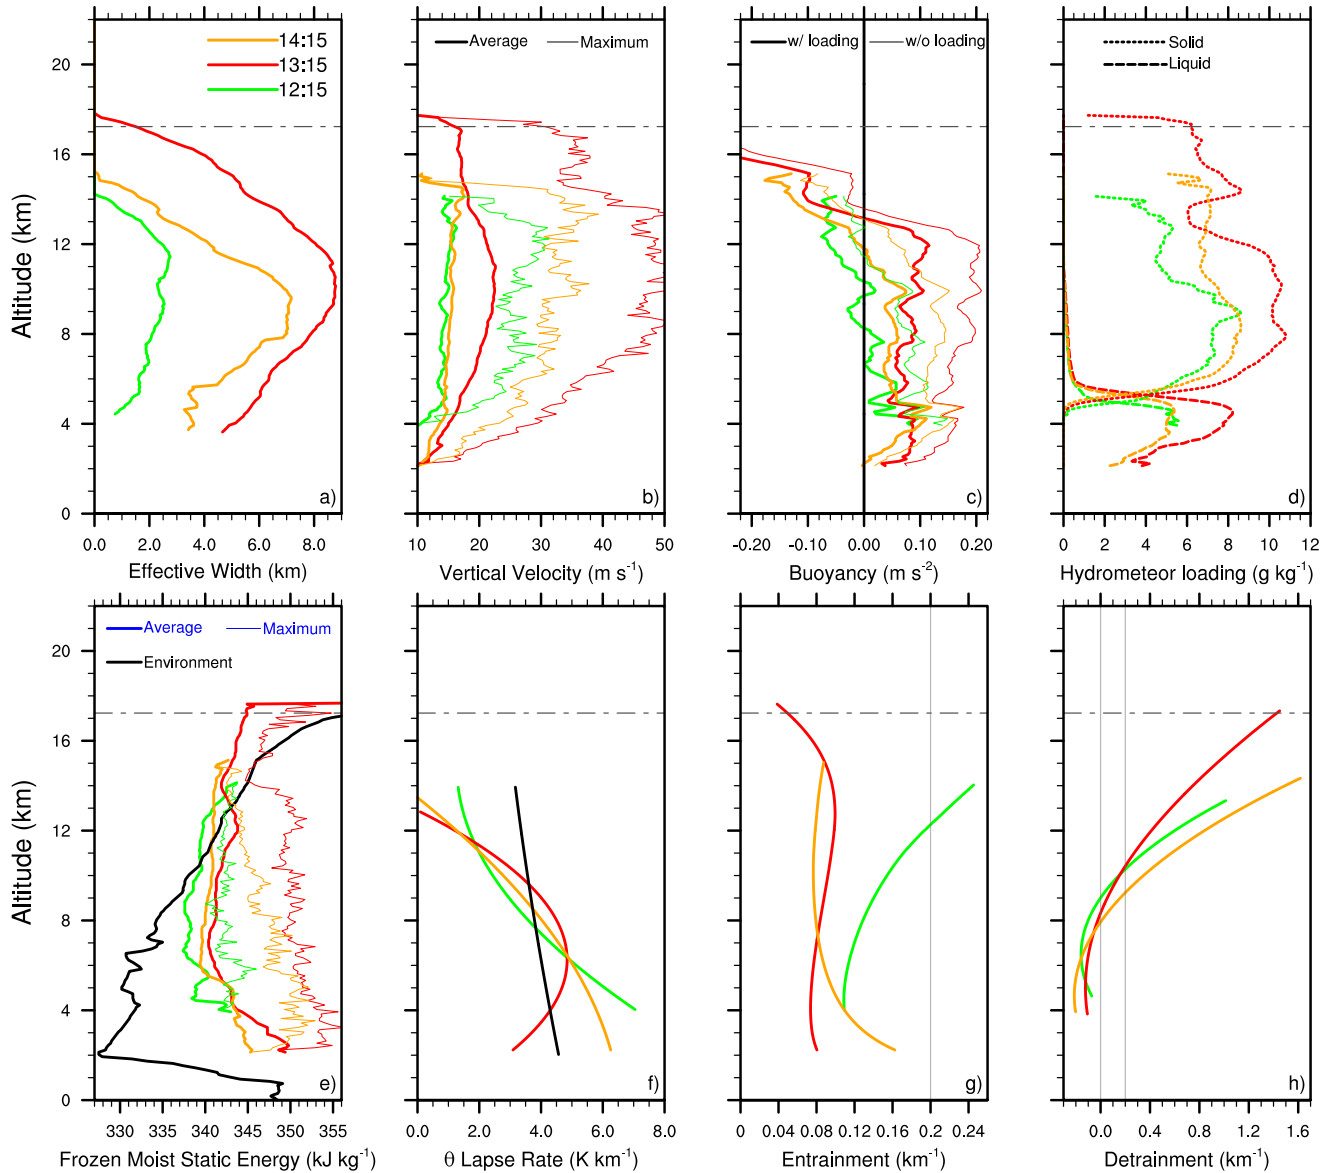 14:15
13:15
12:15
22
20
16
12
8
4
0
Altitude (km)
0.0 2.0 4.0 6.0 8.0
Effective Width (km)
a)
Average Maximum
10 20 30 40 50
Vertical Velocity (m s-1)
b)
w/ loading w/o loading
-0.20 -0.10 0.00 0.10 0.20
Buoyancy (m s-2)
c)
Solid
Liquid
0 2 4 6 8 10 12
Hydrometeor loading (g kg-1)
d)
Average Maximum
Environment
20
16
12
8
4
0
Altitude (km)
330 335 340 345 350 355
Frozen Moist Static Energy (kJ kg-1)
e)
0.0 2.0 4.0 6.0 8.0
θ Lapse Rate (K km-1)
f)
0 0.04 0.08 0.12 0.16 0.20 0.24
Entrainment (km-1)
g)
0.0 0.4 0.8 1.2 1.6
Detrainment (km-1)
h)